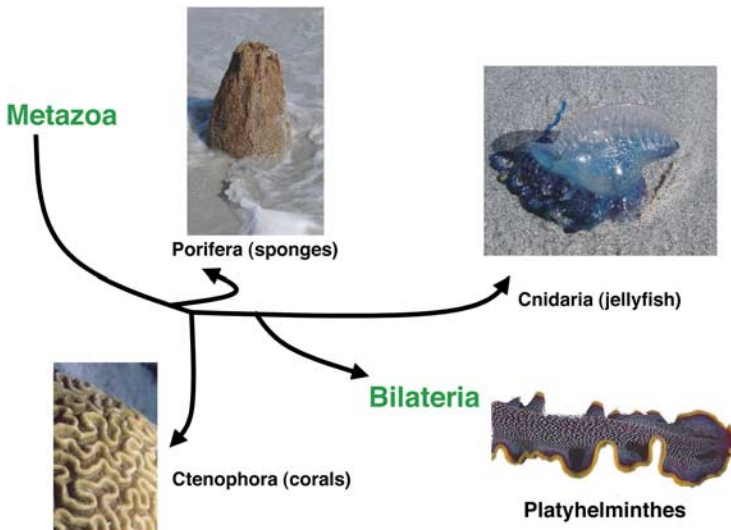 Metazoa
Porifera (sponges)
Cnidaria (jellyfish)
Bilateria
Ctenophora (corals)
Platyhelminthes